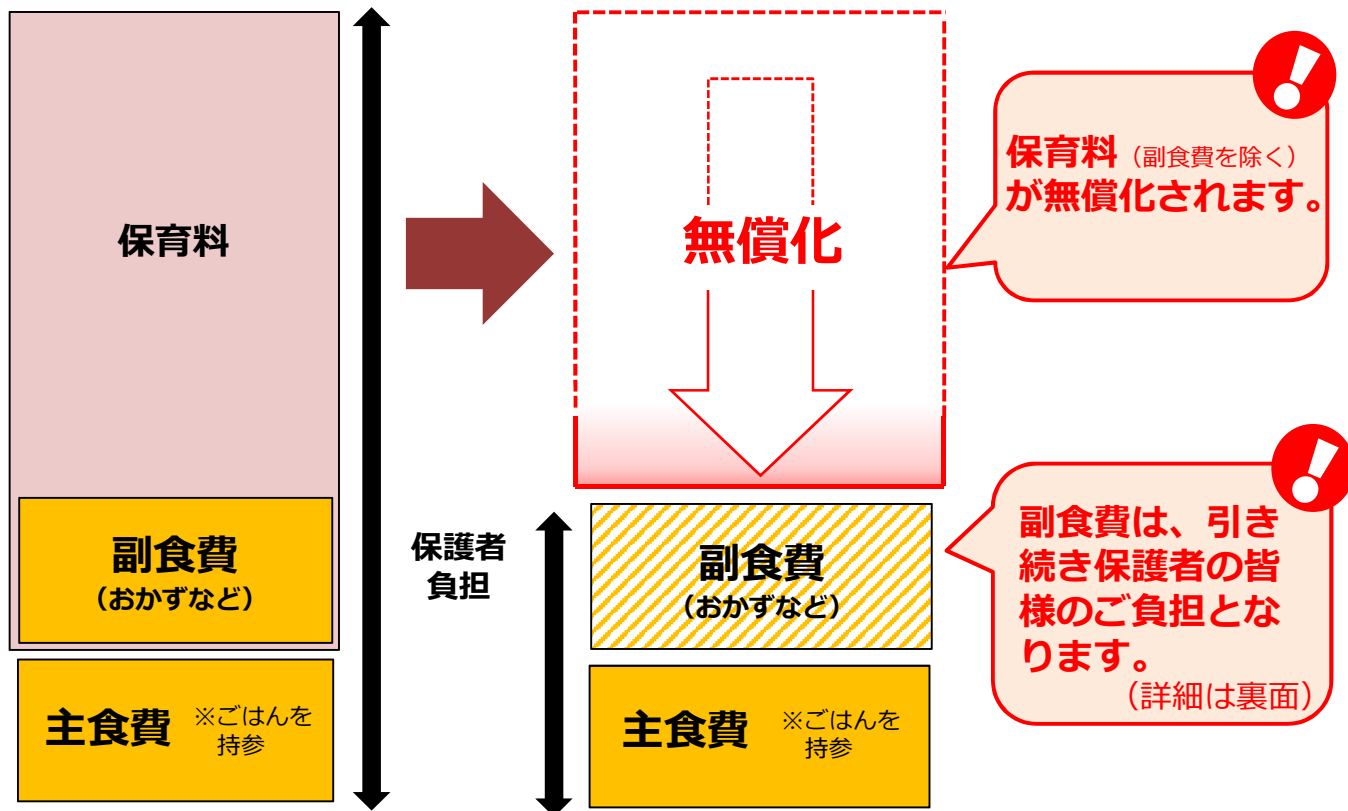 保育料
副食費
(おかずなど)
主食費 ※ごはんを
持参
保護者
負担
無償化
副食費
(おかずなど)
主食費 ※ごはんを
持参
保育料(副食費を除く)
が無償化されます。
副食費は、引き
続き保護者の皆
様のご負担とな
ります。
(詳細は裏面)